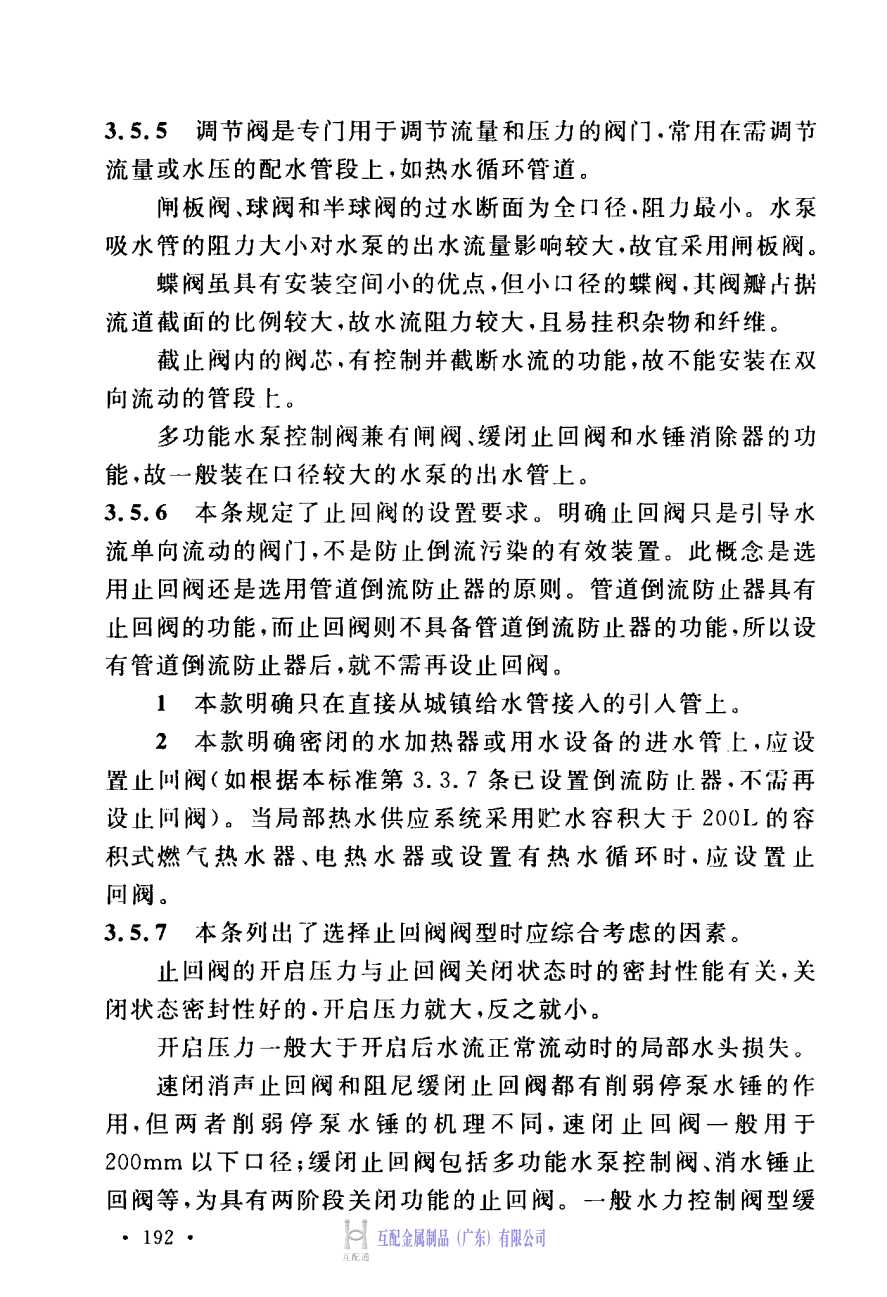 3.5.5 调节阀是专门用于调节流量和压力的阀门,常用在需调节
流量或水压的配水管段上,如热水循环管道。
闸板阀、球阀和半球阀的过水断面为全口径,阻力最小。水泵
吸水管的阻力大小对水泵的出水流量影响较大,故宜采用闸板阀。
蝶阀虽具有安装空间小的优点,但小口径的蝶阀,其阀瓣占据
流道截面的比例较大,故水流阻力较大,且易挂积杂物和纤维。
截止阀内的阀芯,有控制并截断水流的功能,故不能安装在双
向流动的管段上。
多功能水泵控制阀兼有闸阀、缓闭止回阀和水锤消除器的功
能,故一般装在口径较大的水泵的出水管上。
3.5.6 本条规定了止回阀的设置要求。明确止回阀只是引导水
流单向流动的阀门,不是防止倒流污染的有效装置。此概念是选
用止回阀还是选用管道倒流防止器的原则。管道倒流防止器具有
止回阀的功能,而止回阀则不具备管道倒流防止器的功能,所以设
有管道倒流防止器后,就不需再设止回阀。
1 本款明确只在直接从城镇给水管接入的引入管上。
2 本款明确密闭的水加热器或用水设备的进水管上,应设
置止回阀(如根据本标准第 3.3.7 条已设置倒流防止器,不需再
设止回阀)。当局部热水供应系统采用贮水容积大于 200L 的容
积式燃气热水器、电热水器或设置有热水循环时,应设置止
回阀。
3.5.7 本条列出了选择止回阀阀型时应综合考虑的因素。
止回阀的开启压力与止回阀关闭状态时的密封性能有关,关
闭状态密封性好的,开启压力就大,反之就小。
开启压力一般大于开启后水流正常流动时的局部水头损失。
速闭消声止回阀和阻尼缓闭止回阀都有削弱停泵水锤的作
用,但两者削弱停泵水锤的机理不同,速闭止回阀一般用于
200mm 以下口径;缓闭止回阀包括多功能水泵控制阀、消水锤止
回阀等,为具有两阶段关闭功能的止回阀。一般水力控制阀型缓
• 192 •
互配通
互配金属制品(广东)有限公司